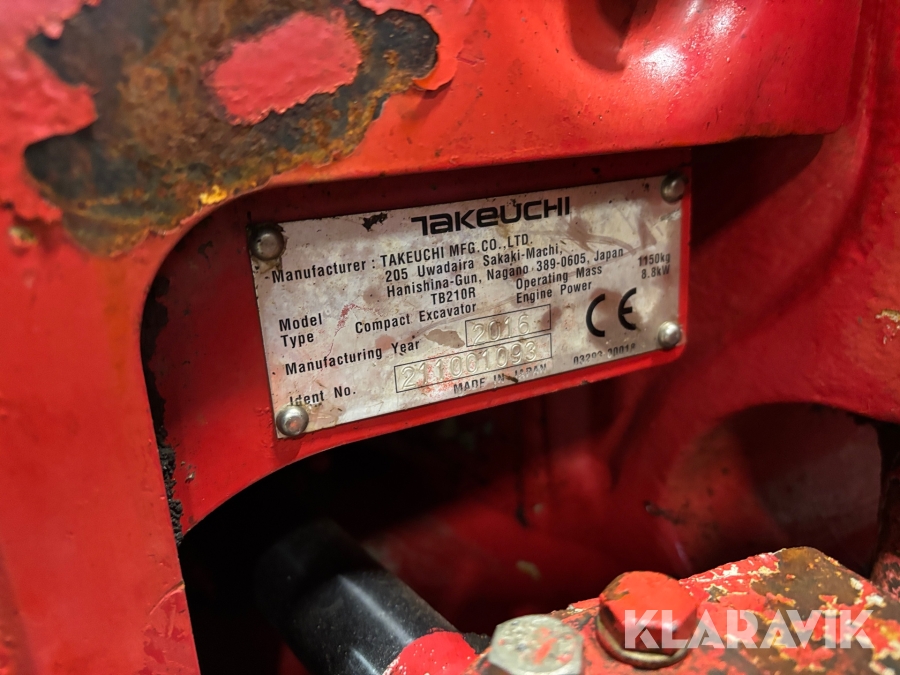 TAKEUCHI
Manufacturer : TAKEUCHI MFG.CO.,LTD.
205 Uwadaira Sakaki-Machi,
Hanishina-Gun, Nagano 389-0605, Japan
Model TB210R Operating Mass 1150kg
Type Compact Excavator Engine Power 8.8kW
Manufacturing Year 2016
CE
Ident No. 211001093
MADE IN JAPAN
KLARAVIK